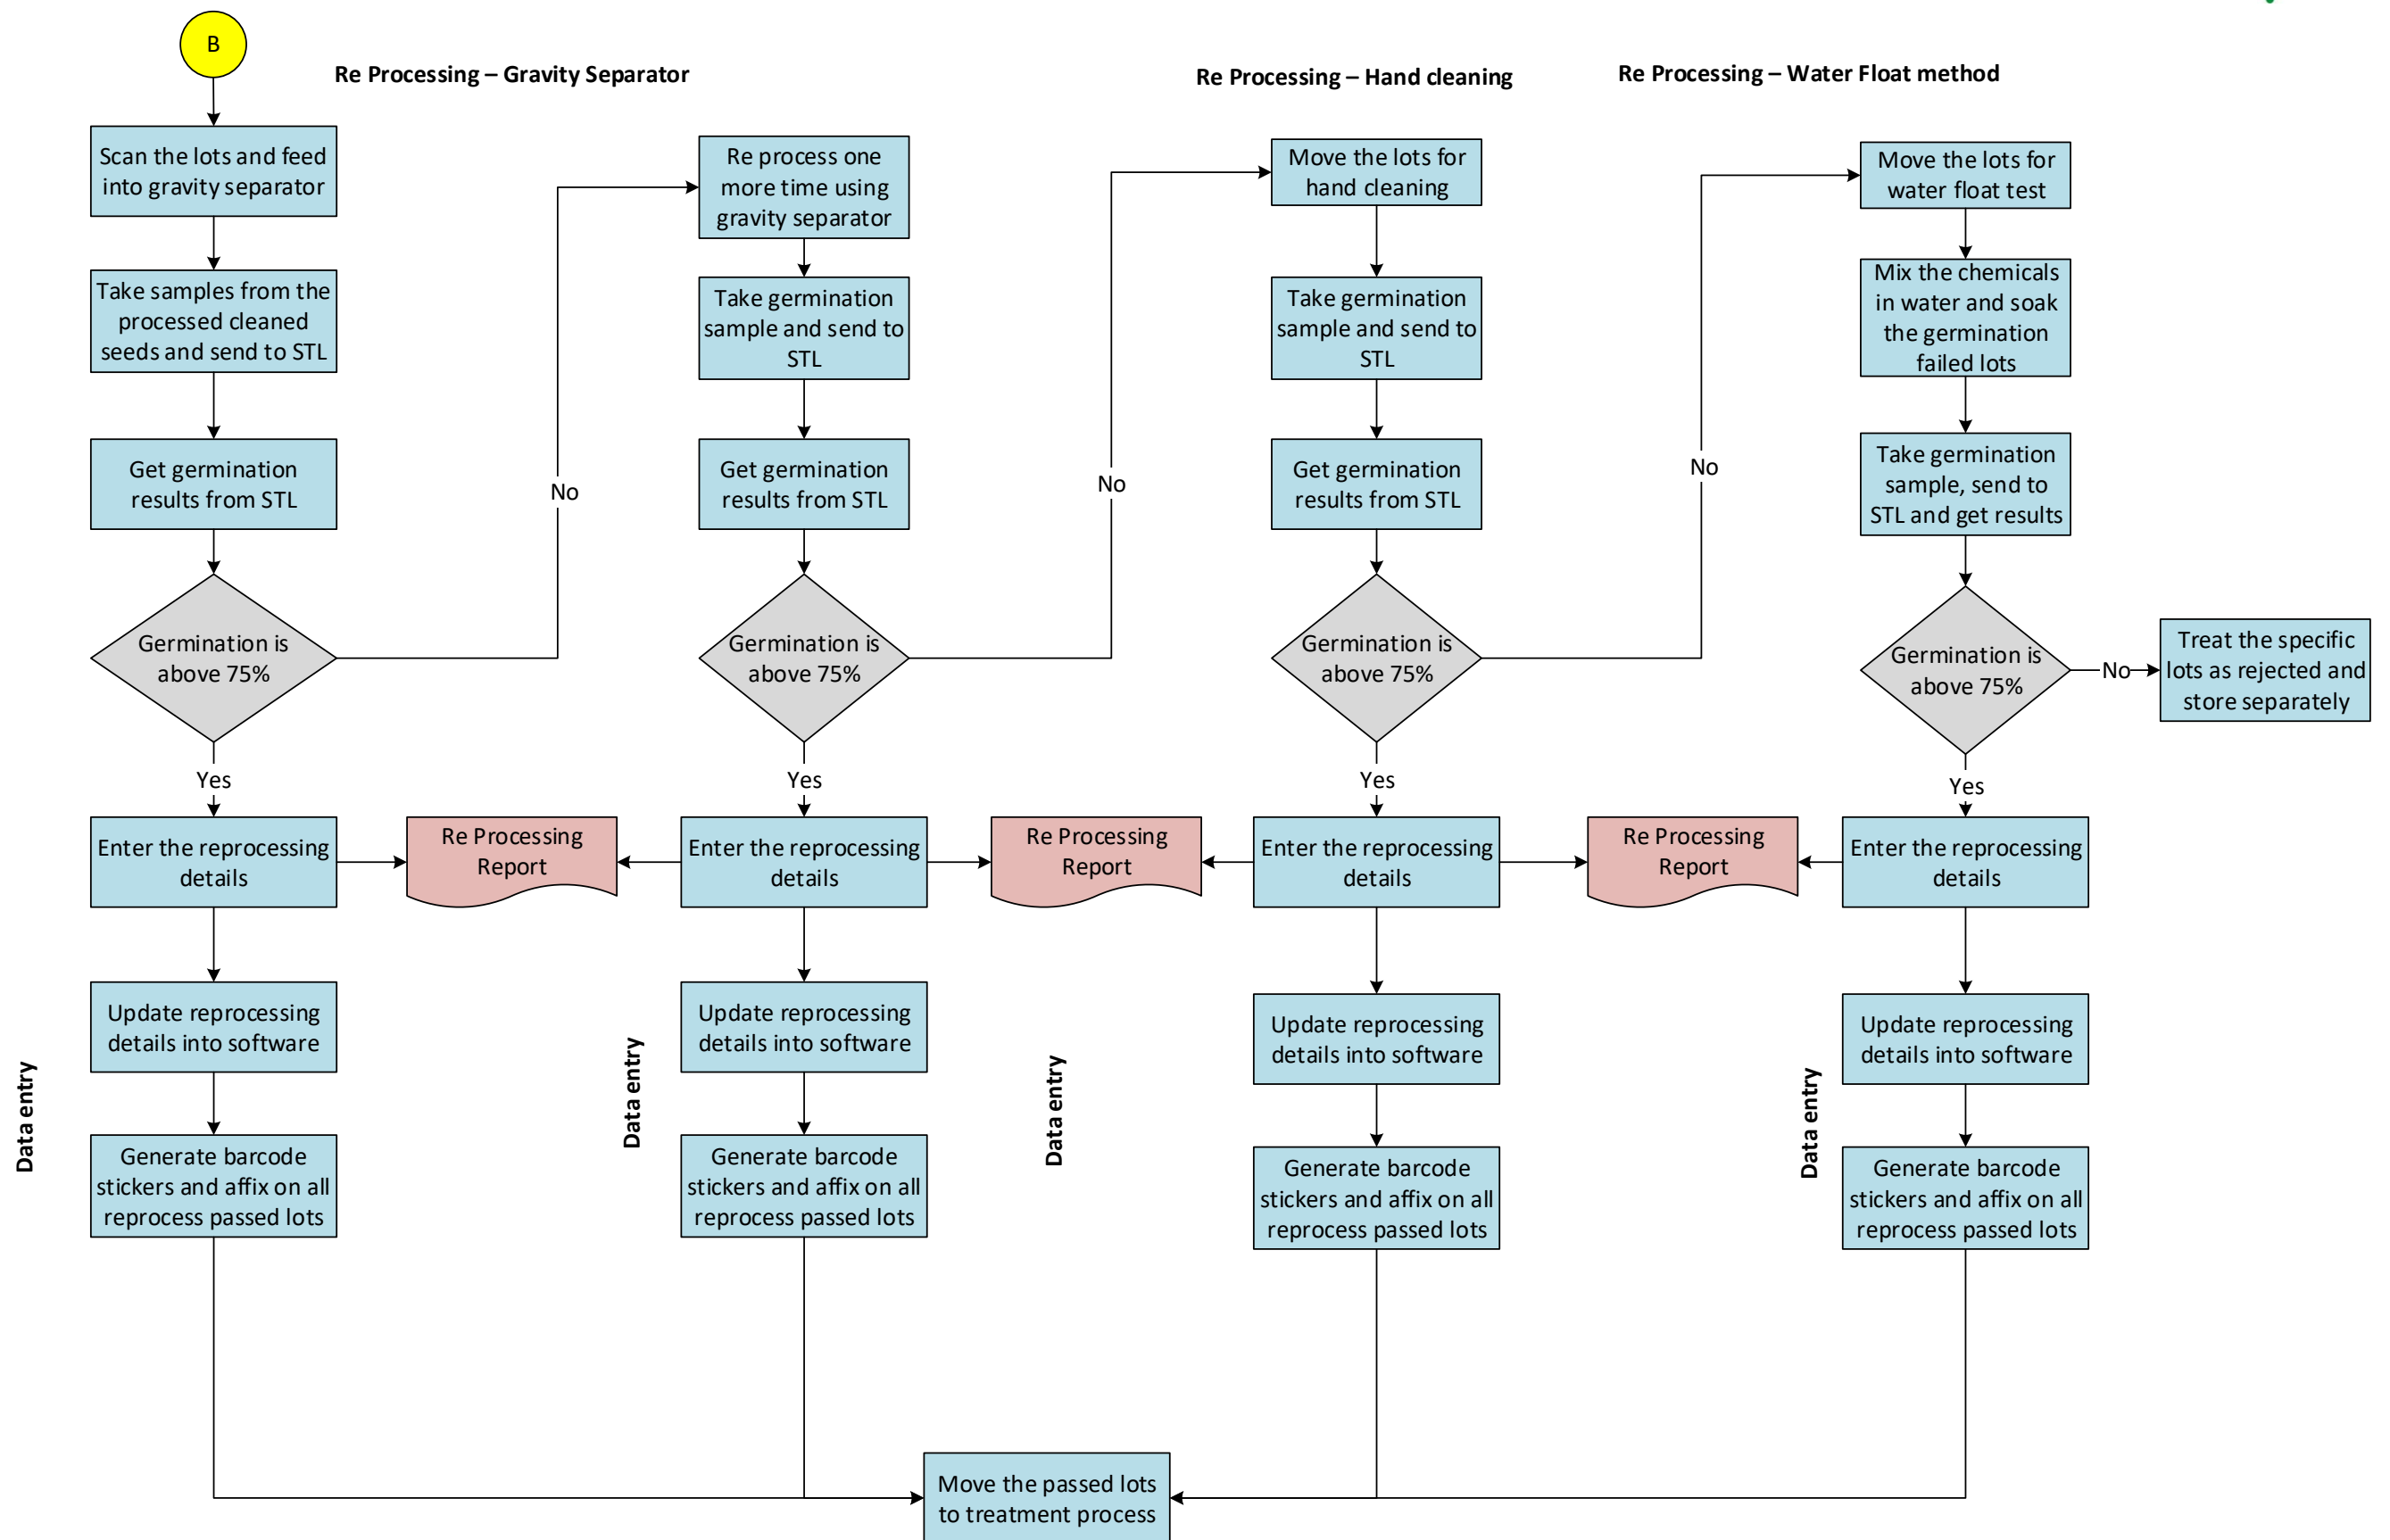 B
Re Processing – Gravity Separator
Re Processing – Hand cleaning
Re Processing – Water Float method
Scan the lots and feed
into gravity separator
Take samples from the
processed cleaned
seeds and send to STL
Get germination
results from STL
Germination is
above 75%
No
Yes
Enter the reprocessing
details
Re Processing
Report
Update reprocessing
details into software
Generate barcode
stickers and affix on all
reprocess passed lots
Data entry
Re process one
more time using
gravity separator
Take germination
sample and send to
STL
Get germination
results from STL
Germination is
above 75%
No
Yes
Enter the reprocessing
details
Re Processing
Report
Update reprocessing
details into software
Generate barcode
stickers and affix on all
reprocess passed lots
Data entry
Move the lots for
hand cleaning
Take germination
sample and send to
STL
Get germination
results from STL
Germination is
above 75%
No
Yes
Enter the reprocessing
details
Re Processing
Report
Update reprocessing
details into software
Generate barcode
stickers and affix on all
reprocess passed lots
Data entry
Move the lots for
water float test
Mix the chemicals
in water and soak
the germination
failed lots
Take germination
sample, send to
STL and get results
Germination is
above 75%
No
Treat the specific
lots as rejected and
store separately
Yes
Enter the reprocessing
details
Update reprocessing
details into software
Generate barcode
stickers and affix on all
reprocess passed lots
Data entry
Move the passed lots
to treatment process